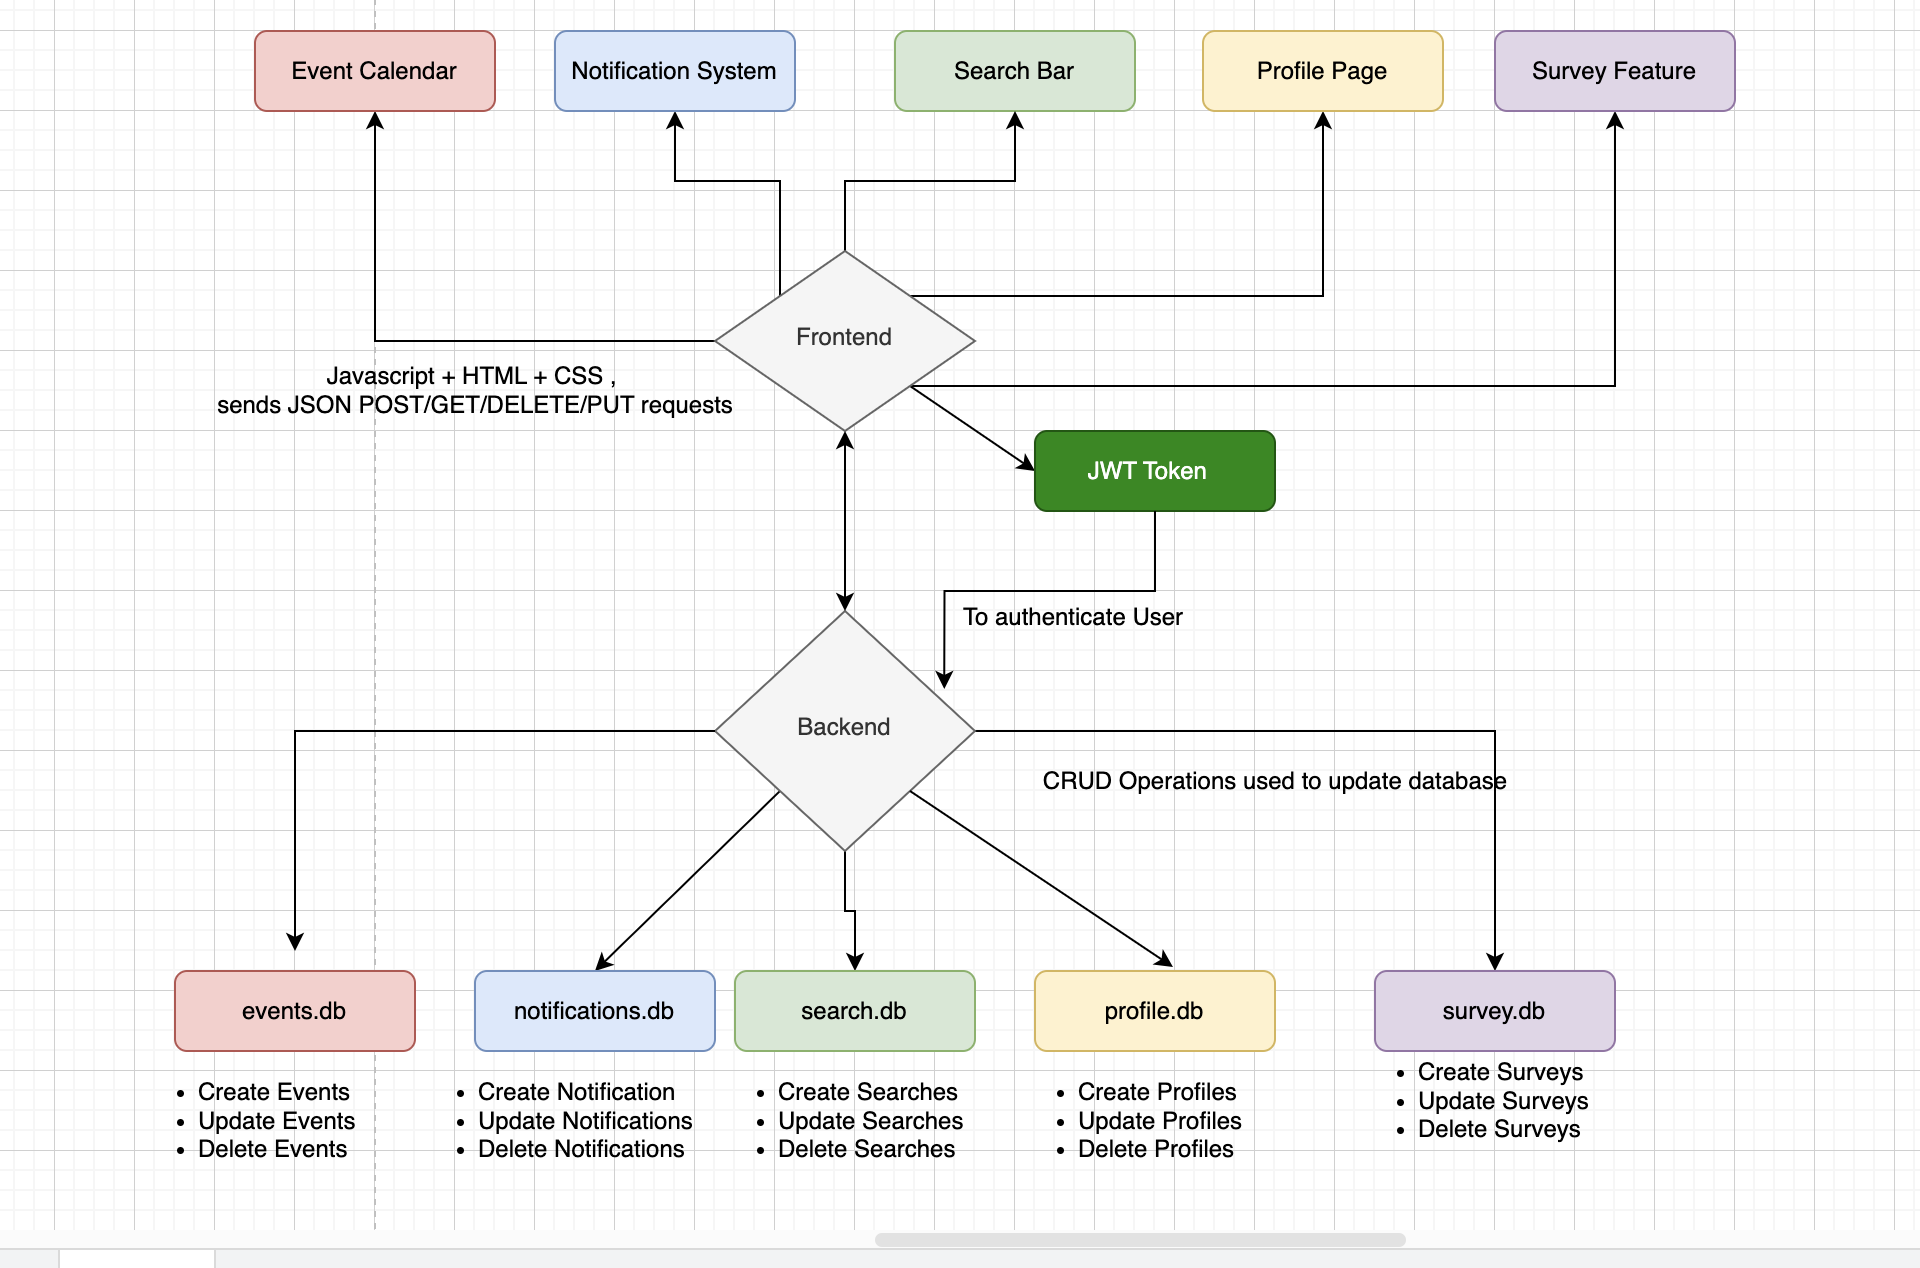 Event Calendar
Notification System
Search Bar
Profile Page
Survey Feature
Frontend
Javascript + HTML + CSS ,
sends JSON POST/GET/DELETE/PUT requests
JWT Token
To authenticate User
Backend
CRUD Operations used to update database
events.db
notifications.db
search.db
profile.db
survey.db
• Create Events
• Update Events
• Delete Events
• Create Notification
• Update Notifications
• Delete Notifications
• Create Searches
• Update Searches
• Delete Searches
• Create Profiles
• Update Profiles
• Delete Profiles
• Create Surveys
• Update Surveys
• Delete Surveys